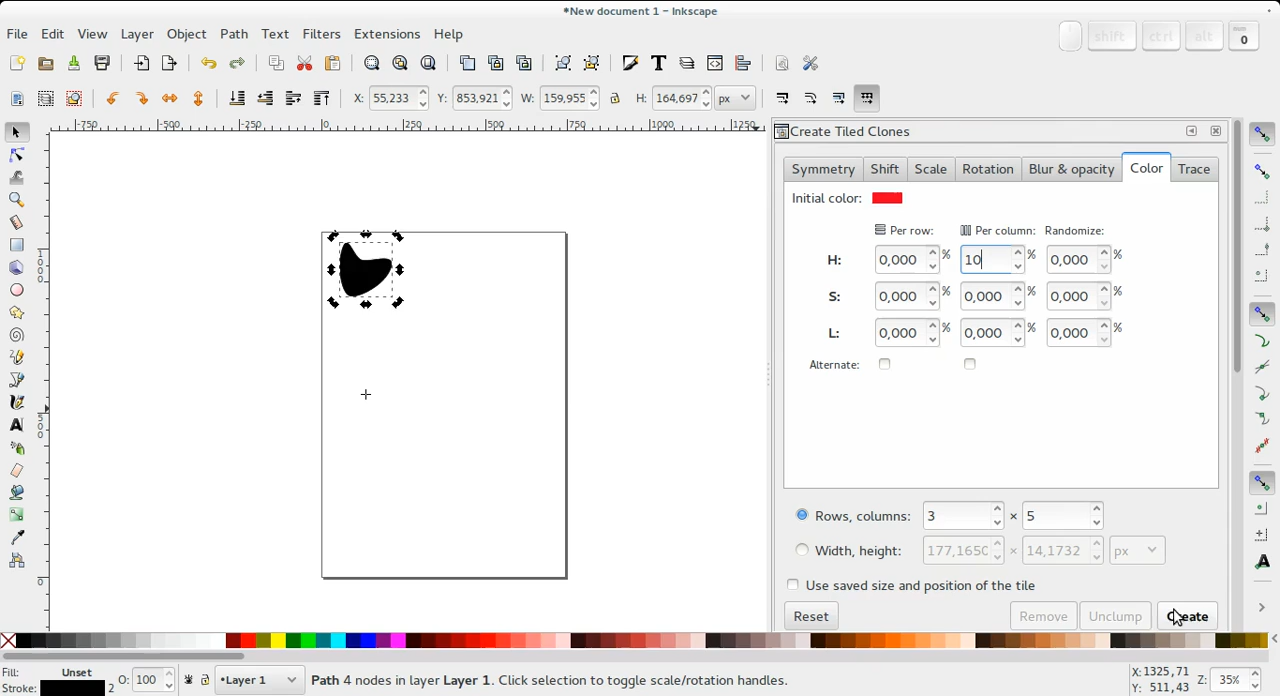 *New document 1 – Inkscape
File Edit View Layer Object Path Text Filters Extensions Help
shift ctrl alt 0
X: 55,233 Y: 853,921 W: 159,955 H: 164,697 px
-750 -500 -250 0 250 500 750 1000 1250
1000
500
0
Create Tiled Clones
Symmetry Shift Scale Rotation Blur & opacity Color Trace
Initial color:
Per row: Per column: Randomize:
H: 0,000 % 10 % 0,000 %
S: 0,000 % 0,000 % 0,000 %
L: 0,000 % 0,000 % 0,000 %
Alternate:
Rows, columns: 3 × 5
Width, height: 177,1650 × 14,1732 px
Use saved size and position of the tile
Reset Remove Unclump Create
Fill: Unset
Stroke: 2 O: 100 •Layer 1 Path 4 nodes in layer Layer 1. Click selection to toggle scale/rotation handles.
X:1325,71
Y: 511,43
Z: 35%